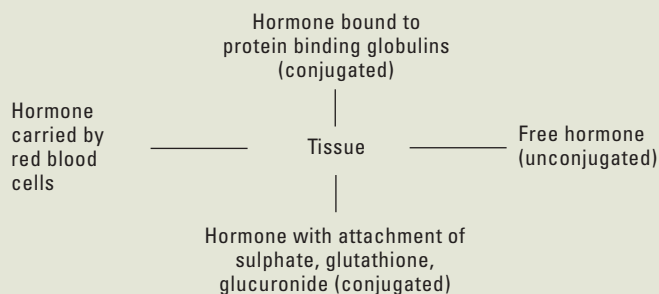 Hormone bound to
protein binding globulins
(conjugated)
Hormone
carried by
red blood
cells
Tissue
Free hormone
(unconjugated)
Hormone with attachment of
sulphate, glutathione,
glucuronide (conjugated)